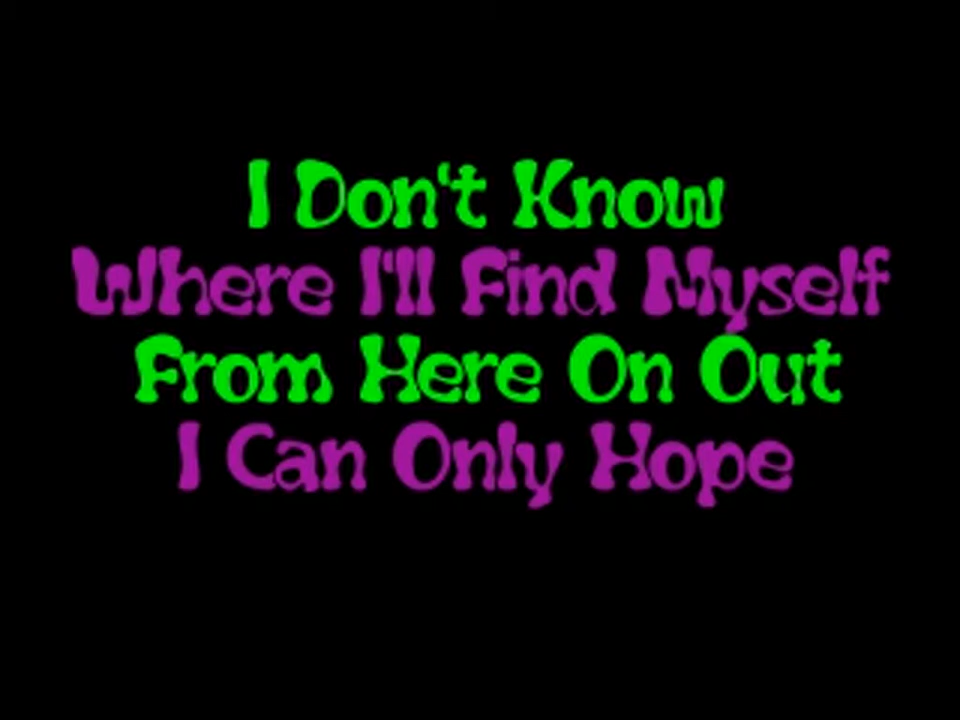 I Don't Know
Where I'll Find Myself
From Here On Out
I Can Only Hope